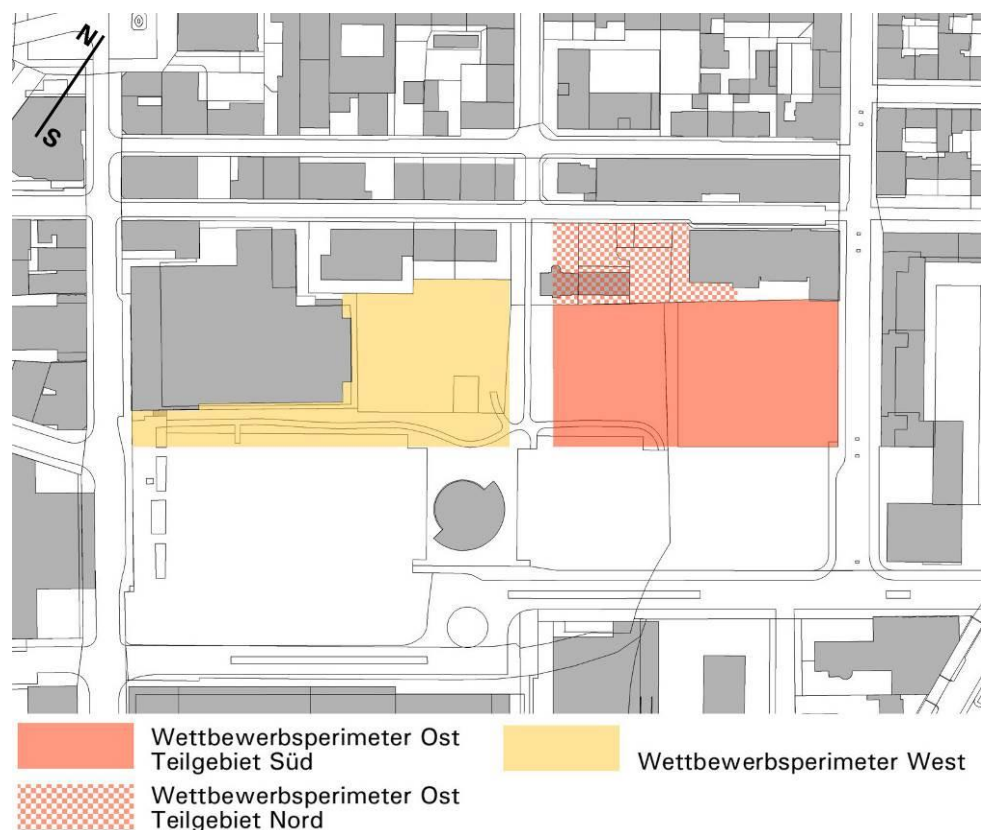 N
S
Wettbewerbsperimeter Ost
Teilgebiet Süd
Wettbewerbsperimeter West
Wettbewerbsperimeter Ost
Teilgebiet Nord